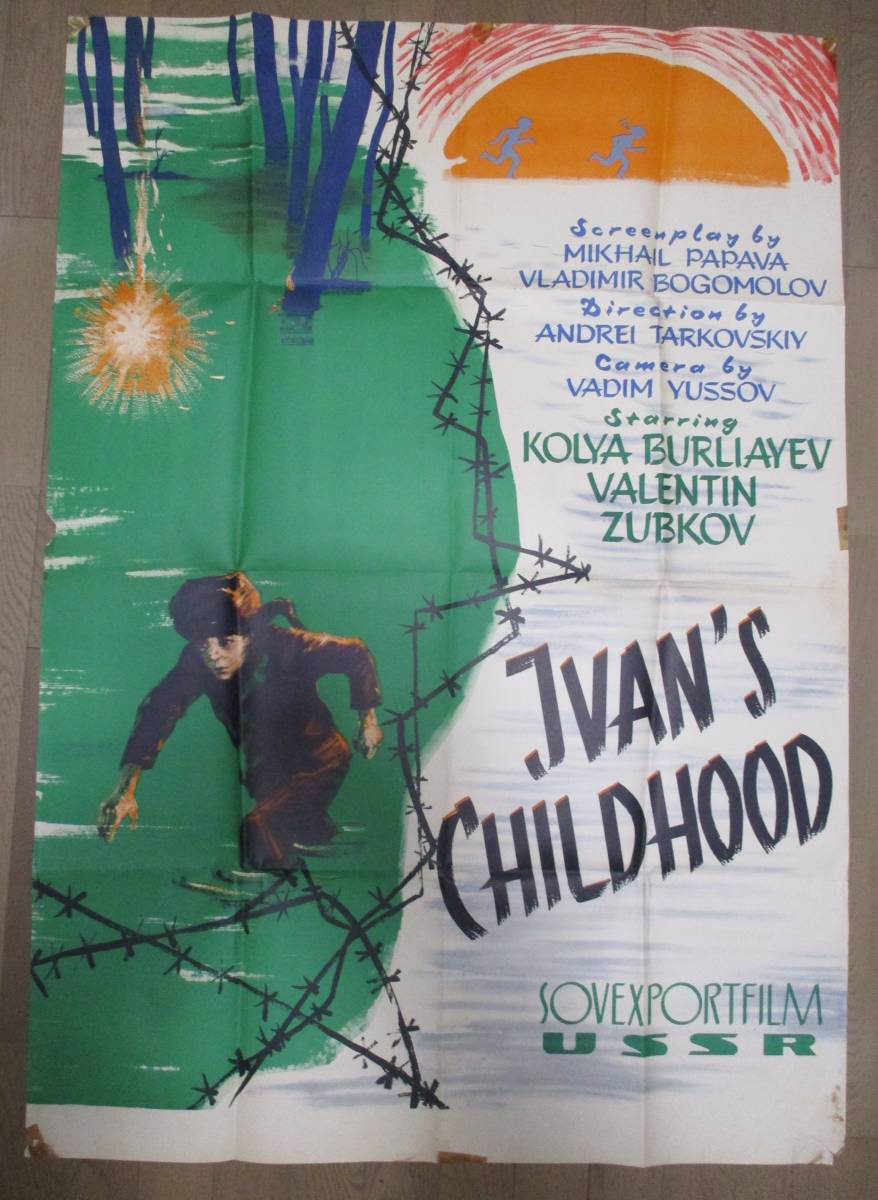 Screenplay by
MIKHAIL PAPAVA
VLADIMIR BOGOMOLOV
Direction by
ANDREI TARKOVSKIY
Camera by
VADIM YUSSOV
Starring
KOLYA BURLIAYEV
VALENTIN
ZUBKOV
IVAN'S
CHILDHOOD
SOVEXPORTFILM
USSR